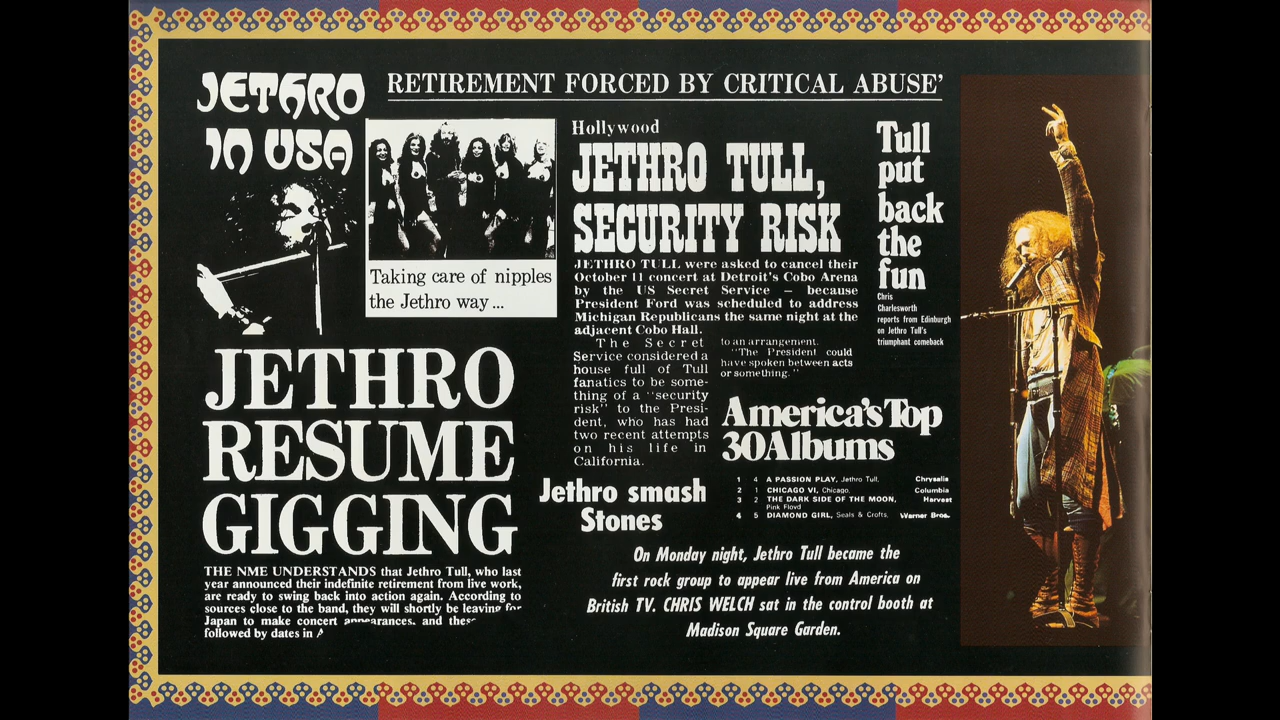 JETHRO
IN USA
RETIREMENT FORCED BY CRITICAL ABUSE'
Taking care of nipples
the Jethro way ...
JETHRO
RESUME
GIGGING
THE NME UNDERSTANDS that Jethro Tull, who last
year announced their indefinite retirement from live work,
are ready to swing back into action again. According to
sources close to the band, they will shortly be leaving for
Japan to make concert appearances, and these
followed by dates in A
Hollywood
JETHRO TULL,
SECURITY RISK
JETHRO TULL were asked to cancel their
October 11 concert at Detroit's Cobo Arena
by the US Secret Service — because
President Ford was scheduled to address
Michigan Republicans the same night at the
adjacent Cobo Hall.
The Secret
Service considered a
house full of Tull
fanatics to be some-
thing of a "security
risk" to the Presi-
dent, who has had
two recent attempts
on his life in
California.
to an arrangement.
"The President could
have spoken between acts
or something."
Tull
put
back
the
fun
Chris
Charlesworth
reports from Edinburgh
on Jethro Tull's
triumphant comeback
America's Top
30 Albums
1 4 A PASSION PLAY, Jethro Tull, Chrysalis
2 1 CHICAGO VI, Chicago, Columbia
3 2 THE DARK SIDE OF THE MOON, Harvest
Pink Floyd
4 5 DIAMOND GIRL, Seals & Crofts, Warner Bros.
Jethro smash
Stones
On Monday night, Jethro Tull became the
first rock group to appear live from America on
British TV. CHRIS WELCH sat in the control booth at
Madison Square Garden.